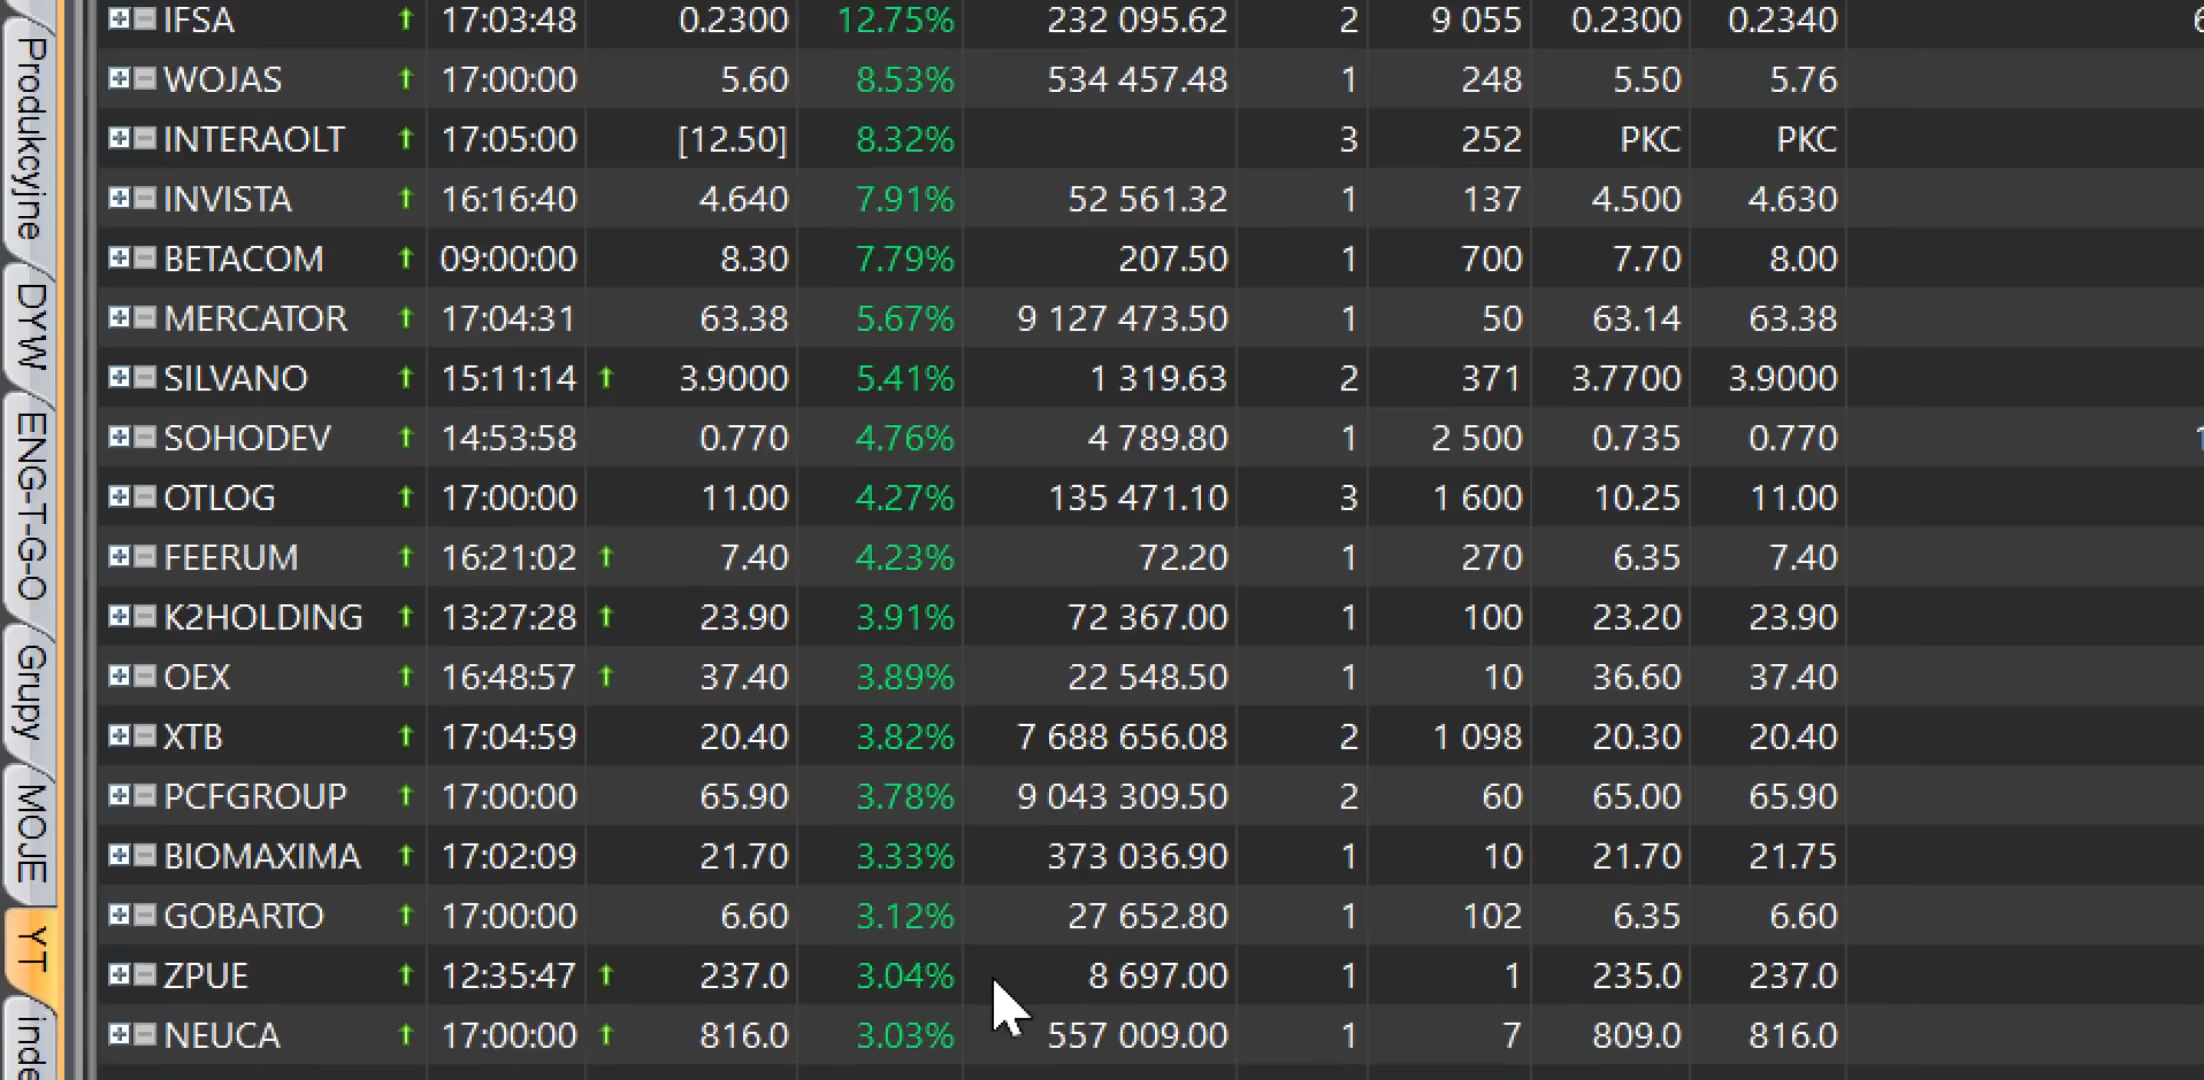 Produkcyjne
DYW
ENG-T-G-O
Grupy
MOJE
YT
inde
IFSA 17:03:48 0.2300 12.75% 232 095.62 2 9 055 0.2300 0.2340
WOJAS 17:00:00 5.60 8.53% 534 457.48 1 248 5.50 5.76
INTERAOLT 17:05:00 [12.50] 8.32% 3 252 PKC PKC
INVISTA 16:16:40 4.640 7.91% 52 561.32 1 137 4.500 4.630
BETACOM 09:00:00 8.30 7.79% 207.50 1 700 7.70 8.00
MERCATOR 17:04:31 63.38 5.67% 9 127 473.50 1 50 63.14 63.38
SILVANO 15:11:14 3.9000 5.41% 1 319.63 2 371 3.7700 3.9000
SOHODEV 14:53:58 0.770 4.76% 4 789.80 1 2 500 0.735 0.770
OTLOG 17:00:00 11.00 4.27% 135 471.10 3 1 600 10.25 11.00
FEERUM 16:21:02 7.40 4.23% 72.20 1 270 6.35 7.40
K2HOLDING 13:27:28 23.90 3.91% 72 367.00 1 100 23.20 23.90
OEX 16:48:57 37.40 3.89% 22 548.50 1 10 36.60 37.40
XTB 17:04:59 20.40 3.82% 7 688 656.08 2 1 098 20.30 20.40
PCFGROUP 17:00:00 65.90 3.78% 9 043 309.50 2 60 65.00 65.90
BIOMAXIMA 17:02:09 21.70 3.33% 373 036.90 1 10 21.70 21.75
GOBARTO 17:00:00 6.60 3.12% 27 652.80 1 102 6.35 6.60
ZPUE 12:35:47 237.0 3.04% 8 697.00 1 1 235.0 237.0
NEUCA 17:00:00 816.0 3.03% 557 009.00 1 7 809.0 816.0